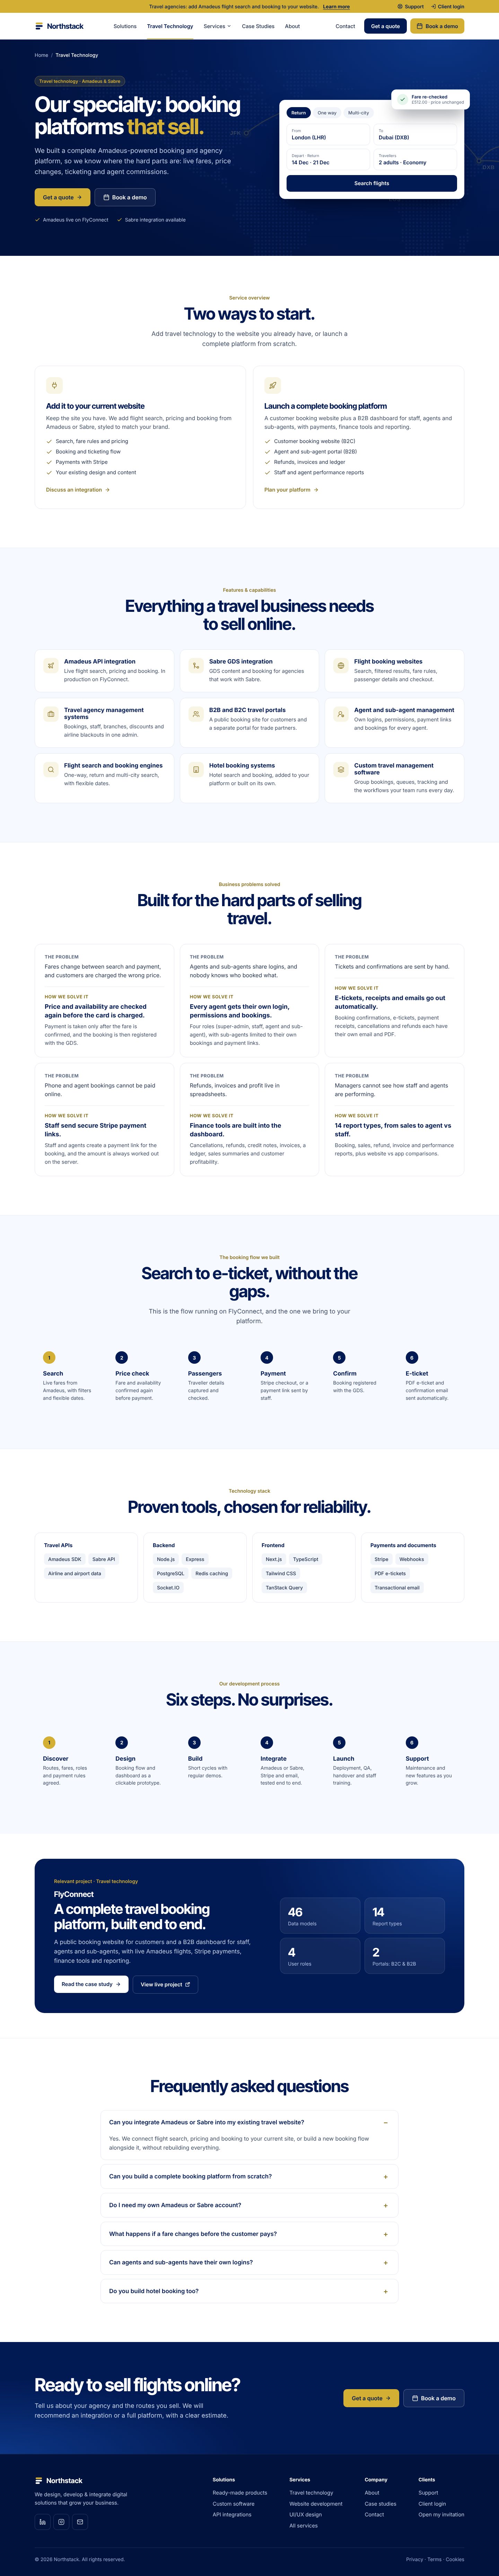 Travel agencies: add Amadeus flight search and booking to your website. Learn more
Support
Client login
Northstack
Solutions
Travel Technology
Services
Case Studies
About
Contact
Get a quote
Book a demo
Home / Travel Technology
Travel technology · Amadeus & Sabre
Our specialty: booking
platforms that sell.
We built a complete Amadeus-powered booking and agency
platform, so we know where the hard parts are: live fares, price
changes, ticketing and agent commissions.
Get a quote
Book a demo
Amadeus live on FlyConnect
Sabre integration available
JFK
DXB
Fare re-checked
£512.00 · price unchanged
Return
One way
Multi-city
From
London (LHR)
To
Dubai (DXB)
Depart · Return
14 Dec · 21 Dec
Travellers
2 adults · Economy
Search flights
Service overview
Two ways to start.
Add travel technology to the website you already have, or launch a
complete platform from scratch.
Add it to your current website
Keep the site you have. We add flight search, pricing and booking from
Amadeus or Sabre, styled to match your brand.
Search, fare rules and pricing
Booking and ticketing flow
Payments with Stripe
Your existing design and content
Discuss an integration
Launch a complete booking platform
A customer booking website plus a B2B dashboard for staff, agents and
sub-agents, with payments, finance tools and reporting.
Customer booking website (B2C)
Agent and sub-agent portal (B2B)
Refunds, invoices and ledger
Staff and agent performance reports
Plan your platform
Features & capabilities
Everything a travel business needs
to sell online.
Amadeus API integration
Search, live flight search, pricing and booking. In
production on FlyConnect.
Sabre GDS integration
GDS content and booking for agencies
that work with Sabre.
Flight booking websites
Search, filtered results, fare rules,
passenger details and checkout.
Travel agency management
systems
Bookings, staff, branches, discounts and
airline blackouts in one admin.
B2B and B2C travel portals
A public booking site for customers and
a separate portal for trade partners.
Agent and sub-agent management
Own logins, permissions, payment links
and bookings for every agent.
Flight search and booking engines
One-way, return and multi-city search,
with flexible dates.
Hotel booking systems
Hotel search and booking, added to your
platform or built on its own.
Custom travel management
software
Group bookings, queues, tracking and
the workflows your team runs every day.
Business problems solved
Built for the hard parts of selling
travel.
THE PROBLEM
Fares change between search and payment,
and customers are charged the wrong price.
HOW WE SOLVE IT
Price and availability are checked
again before the card is charged.
Payment is taken only after the fare is
confirmed, and the booking is then registered
with the GDS.
THE PROBLEM
Agents and sub-agents share logins, and
nobody knows who booked what.
HOW WE SOLVE IT
Every agent gets their own login,
permissions and bookings.
Four roles (super-admin, staff, agent and sub-
agent), with sub-agents limited to their own
bookings and payment links.
THE PROBLEM
Tickets and confirmations are sent by hand.
HOW WE SOLVE IT
E-tickets, receipts and emails go out
automatically.
Booking confirmations, e-tickets, payment
receipts, cancellations and refunds each have
their own email and PDF.
THE PROBLEM
Phone and agent bookings cannot be paid
online.
HOW WE SOLVE IT
Staff send secure Stripe payment
links.
Staff and agents create a payment link for the
booking, and the amount is always worked out
on the server.
THE PROBLEM
Refunds, invoices and profit live in
spreadsheets.
HOW WE SOLVE IT
Finance tools are built into the
dashboard.
Cancellations, refunds, credit notes, invoices, a
ledger, sales summaries and customer
profitability.
THE PROBLEM
Managers cannot see how staff and agents
are performing.
HOW WE SOLVE IT
14 report types, from sales to agent vs
staff.
Booking, sales, refund, invoice and performance
reports, plus website vs app comparisons.
The booking flow we built
Search to e-ticket, without the
gaps.
This is the flow running on FlyConnect, and the one we bring to your
platform.
1
Search
Live fares from
Amadeus, with filters
and flexible dates.
2
Price check
Fare and availability
confirmed again
before payment.
3
Passengers
Traveller details
captured and
checked.
4
Payment
Stripe checkout, or a
payment link sent by
staff.
5
Confirm
Booking registered
with the GDS.
6
E-ticket
PDF e-ticket and
confirmation email
sent automatically.
Technology stack
Proven tools, chosen for reliability.
Travel APIs
Amadeus SDK
Sabre API
Airline and airport data
Backend
Node.js
Express
PostgreSQL
Redis caching
Socket.IO
Frontend
Next.js
TypeScript
Tailwind CSS
TanStack Query
Payments and documents
Stripe
Webhooks
PDF e-tickets
Transactional email
Our development process
Six steps. No surprises.
1
Discover
Routes, fares, roles
and payment rules
agreed.
2
Design
Booking flow and
dashboard as a
clickable prototype.
3
Build
Short cycles with
regular demos.
4
Integrate
Amadeus or Sabre,
Stripe and email,
tested end to end.
5
Launch
Deployment, QA,
handover and staff
training.
6
Support
Maintenance and
new features as you
grow.
Relevant project · Travel technology
FlyConnect
A complete travel booking
platform, built end to end.
A public booking website for customers and a B2B dashboard for staff,
agents and sub-agents, with live Amadeus flights, Stripe payments,
finance tools and reporting.
Read the case study
View live project
46
Data models
14
Report types
4
User roles
2
Portals: B2C & B2B
Frequently asked questions
Can you integrate Amadeus or Sabre into my existing travel website?
Yes. We connect flight search, pricing and booking to your current site, or build a new booking flow
alongside it, without rebuilding everything.
Can you build a complete booking platform from scratch?
Do I need my own Amadeus or Sabre account?
What happens if a fare changes before the customer pays?
Can agents and sub-agents have their own logins?
Do you build hotel booking too?
Ready to sell flights online?
Tell us about your agency and the routes you sell. We will
recommend an integration or a full platform, with a clear estimate.
Get a quote
Book a demo
Northstack
We design, develop & integrate digital
solutions that grow your business.
Solutions
Ready-made products
Custom software
API integrations
Services
Travel technology
Website development
UI/UX design
All services
Company
About
Case studies
Contact
Clients
Support
Client login
Open my invitation
© 2026 Northstack. All rights reserved.
Privacy · Terms · Cookies